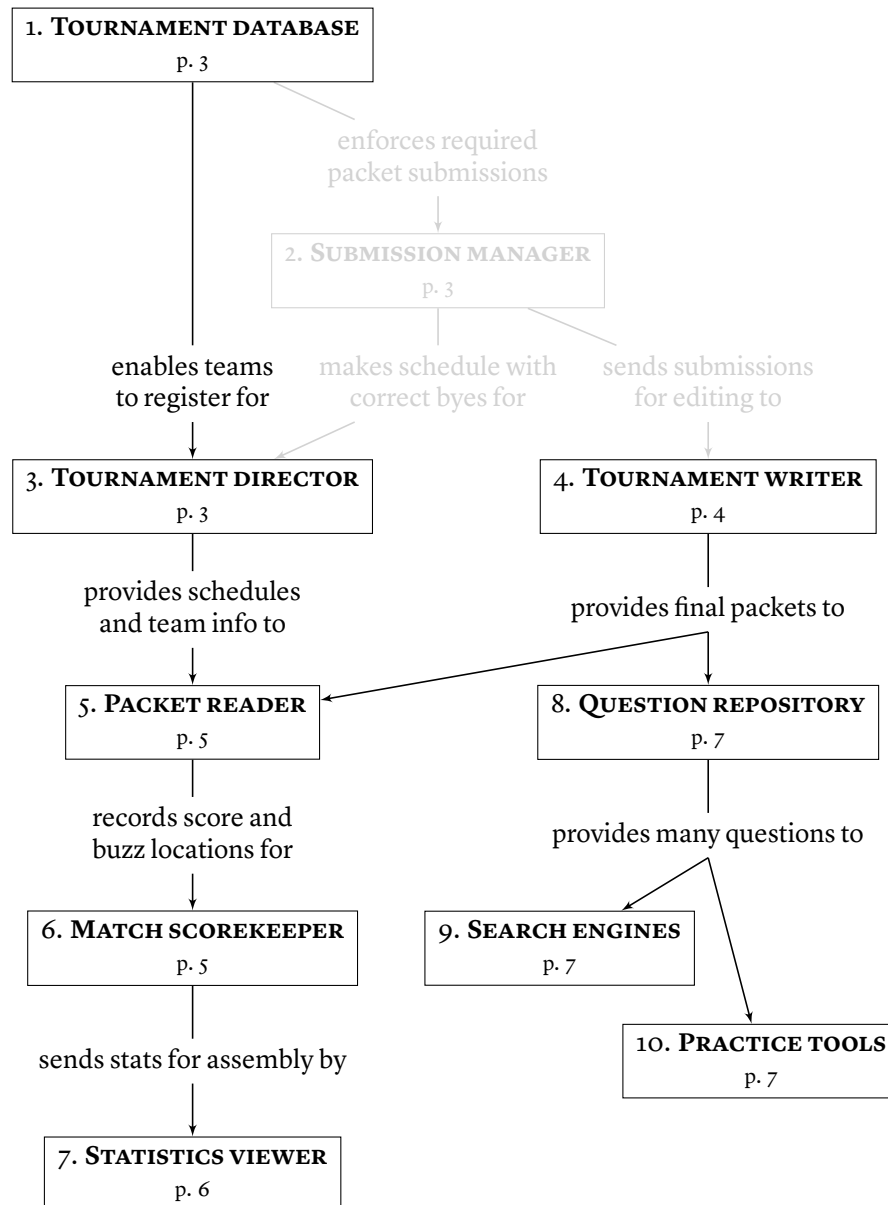 1. TOURNAMENT DATABASE
p. 3
enforces required
packet submissions
2. SUBMISSION MANAGER
p. 3
enables teams
to register for
makes schedule with
correct byes for
sends submissions
for editing to
3. TOURNAMENT DIRECTOR
p. 3
4. TOURNAMENT WRITER
p. 4
provides schedules
and team info to
provides final packets to
5. PACKET READER
p. 5
8. QUESTION REPOSITORY
p. 7
records score and
buzz locations for
provides many questions to
6. MATCH SCOREKEEPER
p. 5
9. SEARCH ENGINES
p. 7
10. PRACTICE TOOLS
p. 7
sends stats for assembly by
7. STATISTICS VIEWER
p. 6